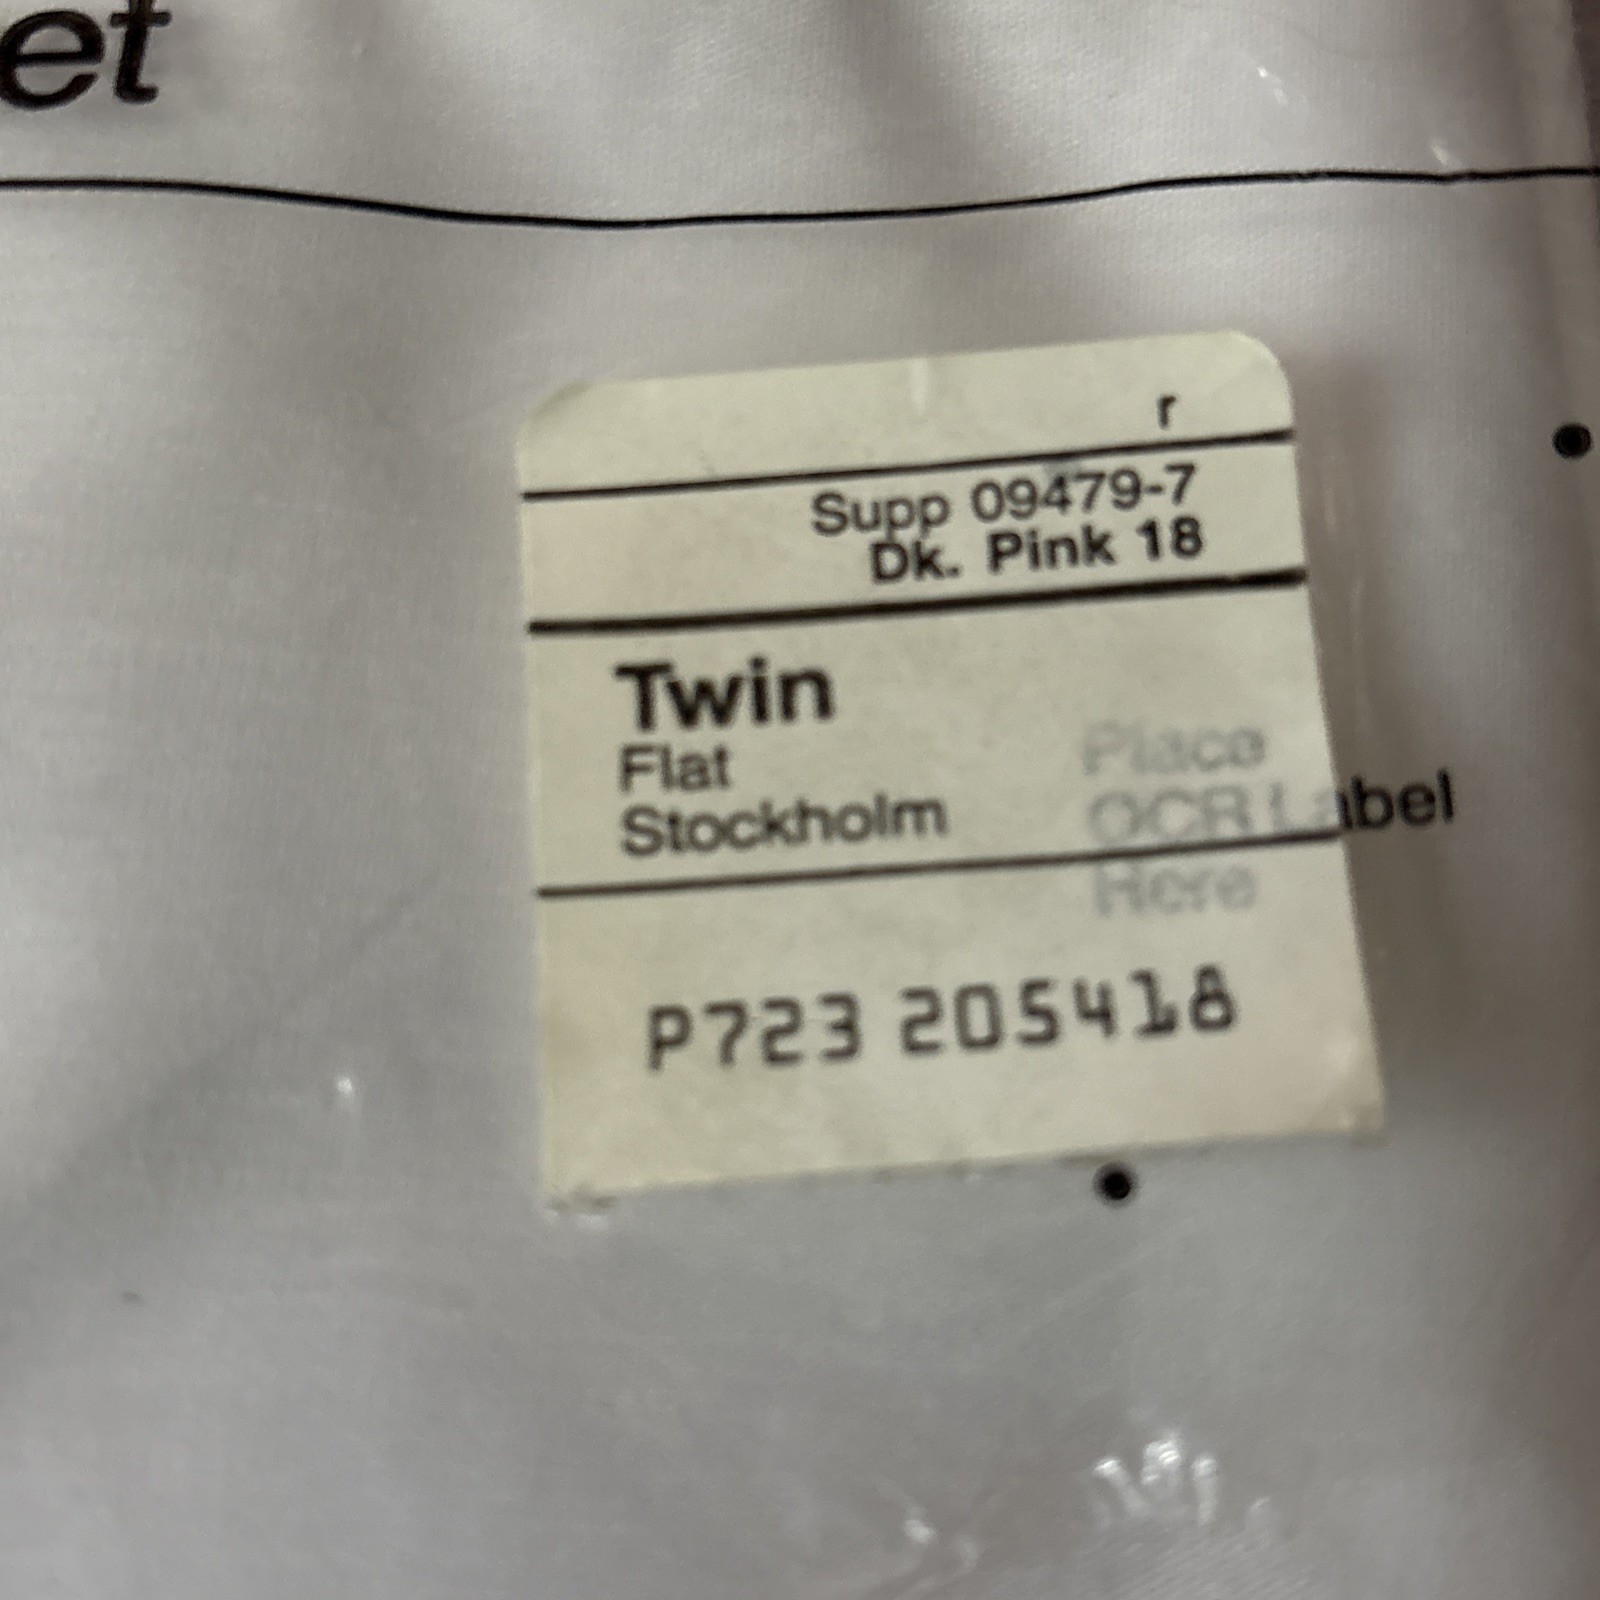 et
r
Supp 09479-7
Dk. Pink 18
Twin
Flat
Stockholm
Place
OCR Label
Here
P723 205418